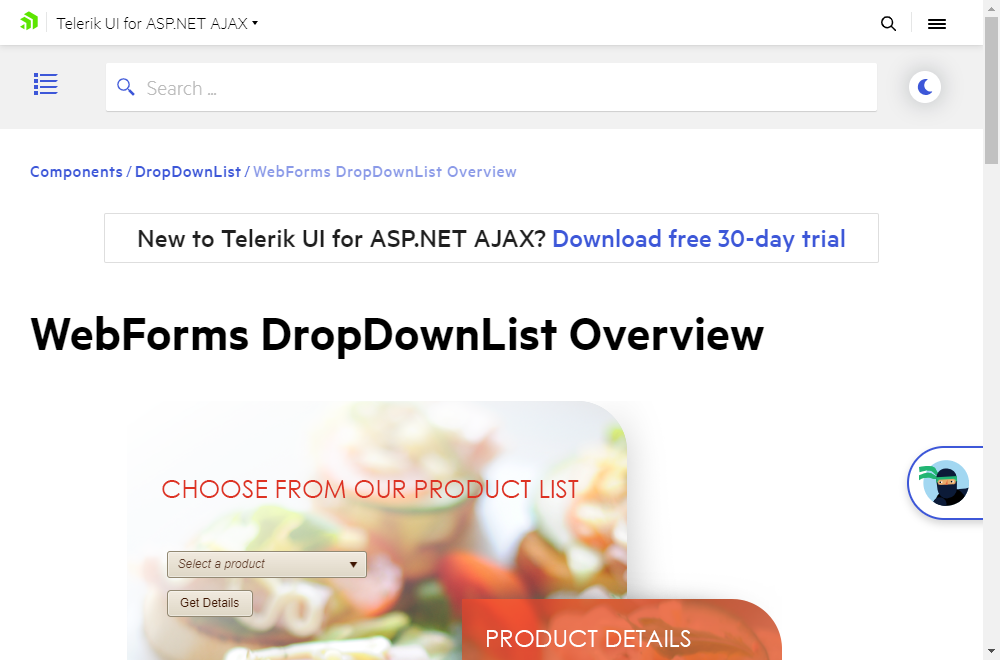 Telerik UI for ASP.NET AJAX
Search ...
Components / DropDownList / WebForms DropDownList Overview
New to Telerik UI for ASP.NET AJAX? Download free 30-day trial
WebForms DropDownList Overview
CHOOSE FROM OUR PRODUCT LIST
Select a product
Get Details
PRODUCT DETAILS